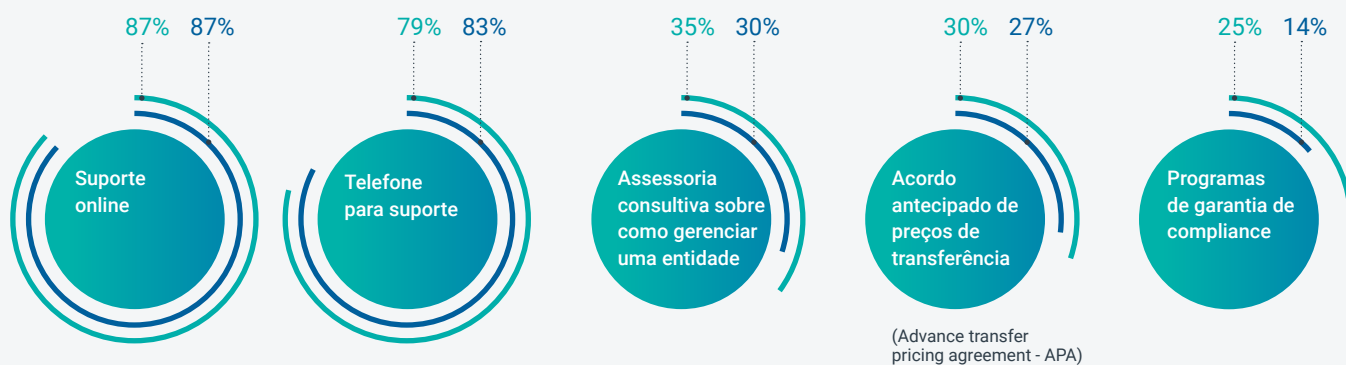 87% 87%
79% 83%
35% 30%
30% 27%
25% 14%
Suporte
online
Telefone
para suporte
Assessoria
consultiva sobre
como gerenciar
uma entidade
Acordo
antecipado de
preços de
transferência
(Advance transfer
pricing agreement - APA)
Programas
de garantia de
compliance